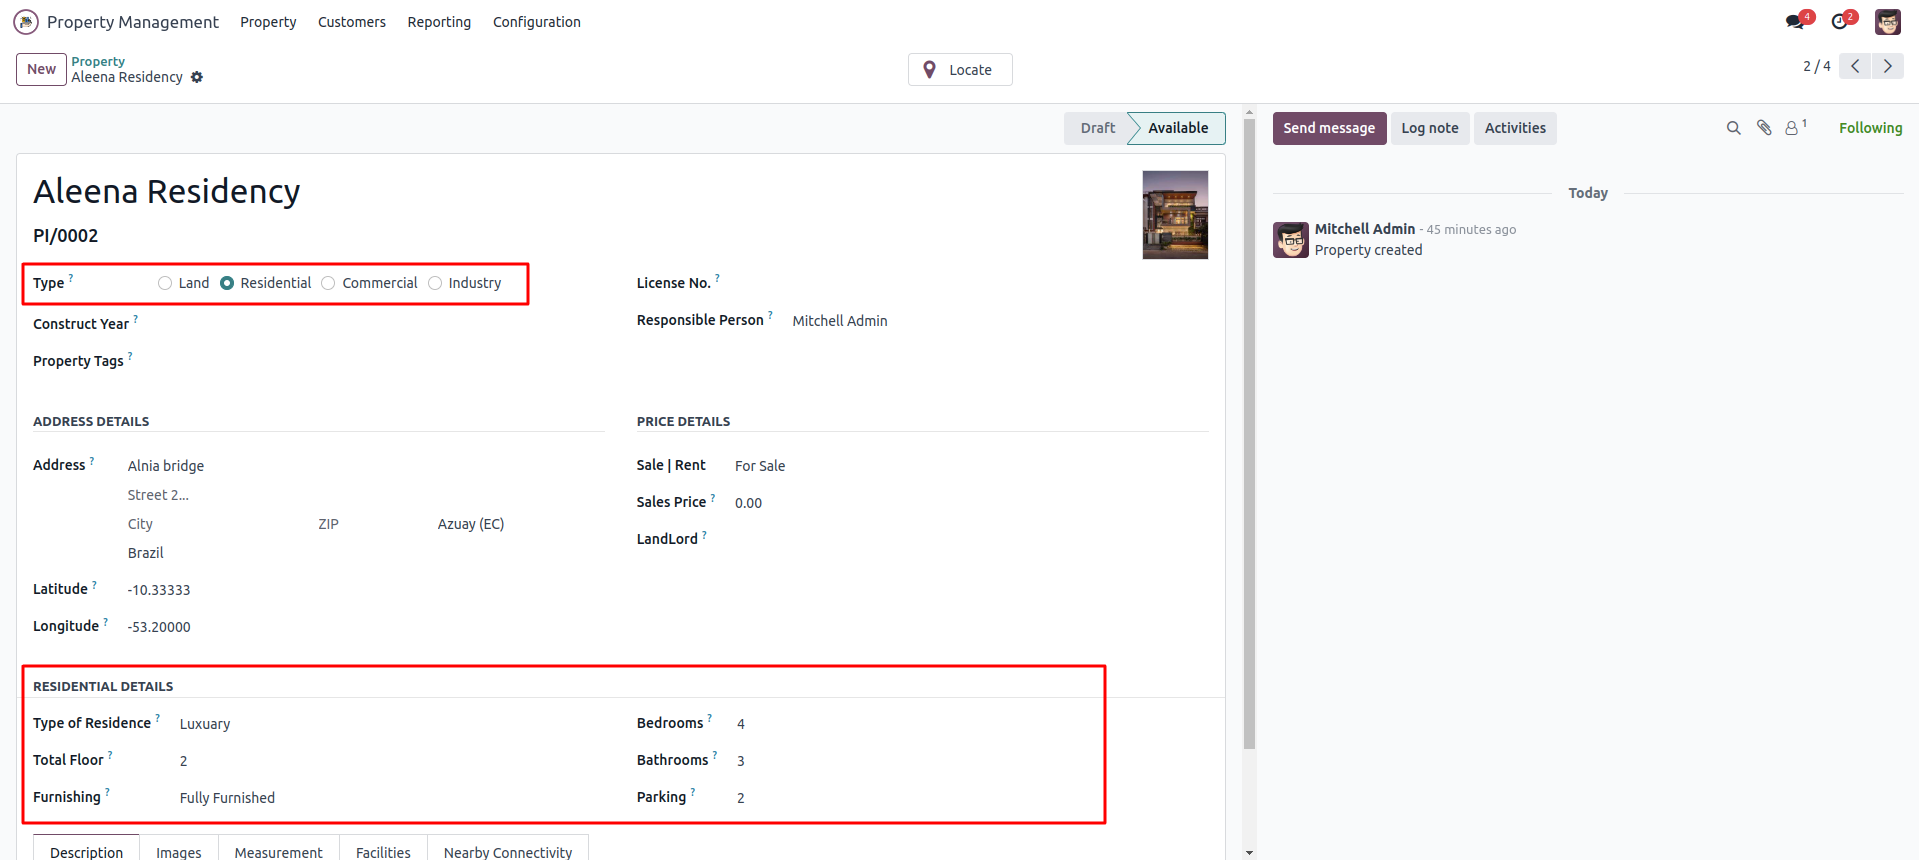 Property Management Property Customers Reporting Configuration 4 2
New Property
Aleena Residency
Locate
2 / 4
Draft Available
Send message Log note Activities 1 Following
Aleena Residency
PI/0002
Type ? Land Residential Commercial Industry
Construct Year ?
Property Tags ?
License No. ?
Responsible Person ? Mitchell Admin
ADDRESS DETAILS
Address ? Alnia bridge
Street 2...
City ZIP Azuay (EC)
Brazil
Latitude ? -10.33333
Longitude ? -53.20000
PRICE DETAILS
Sale | Rent For Sale
Sales Price ? 0.00
LandLord ?
RESIDENTIAL DETAILS
Type of Residence ? Luxuary
Total Floor ? 2
Furnishing ? Fully Furnished
Bedrooms ? 4
Bathrooms ? 3
Parking ? 2
Description Images Measurement Facilities Nearby Connectivity
Today
Mitchell Admin - 45 minutes ago
Property created